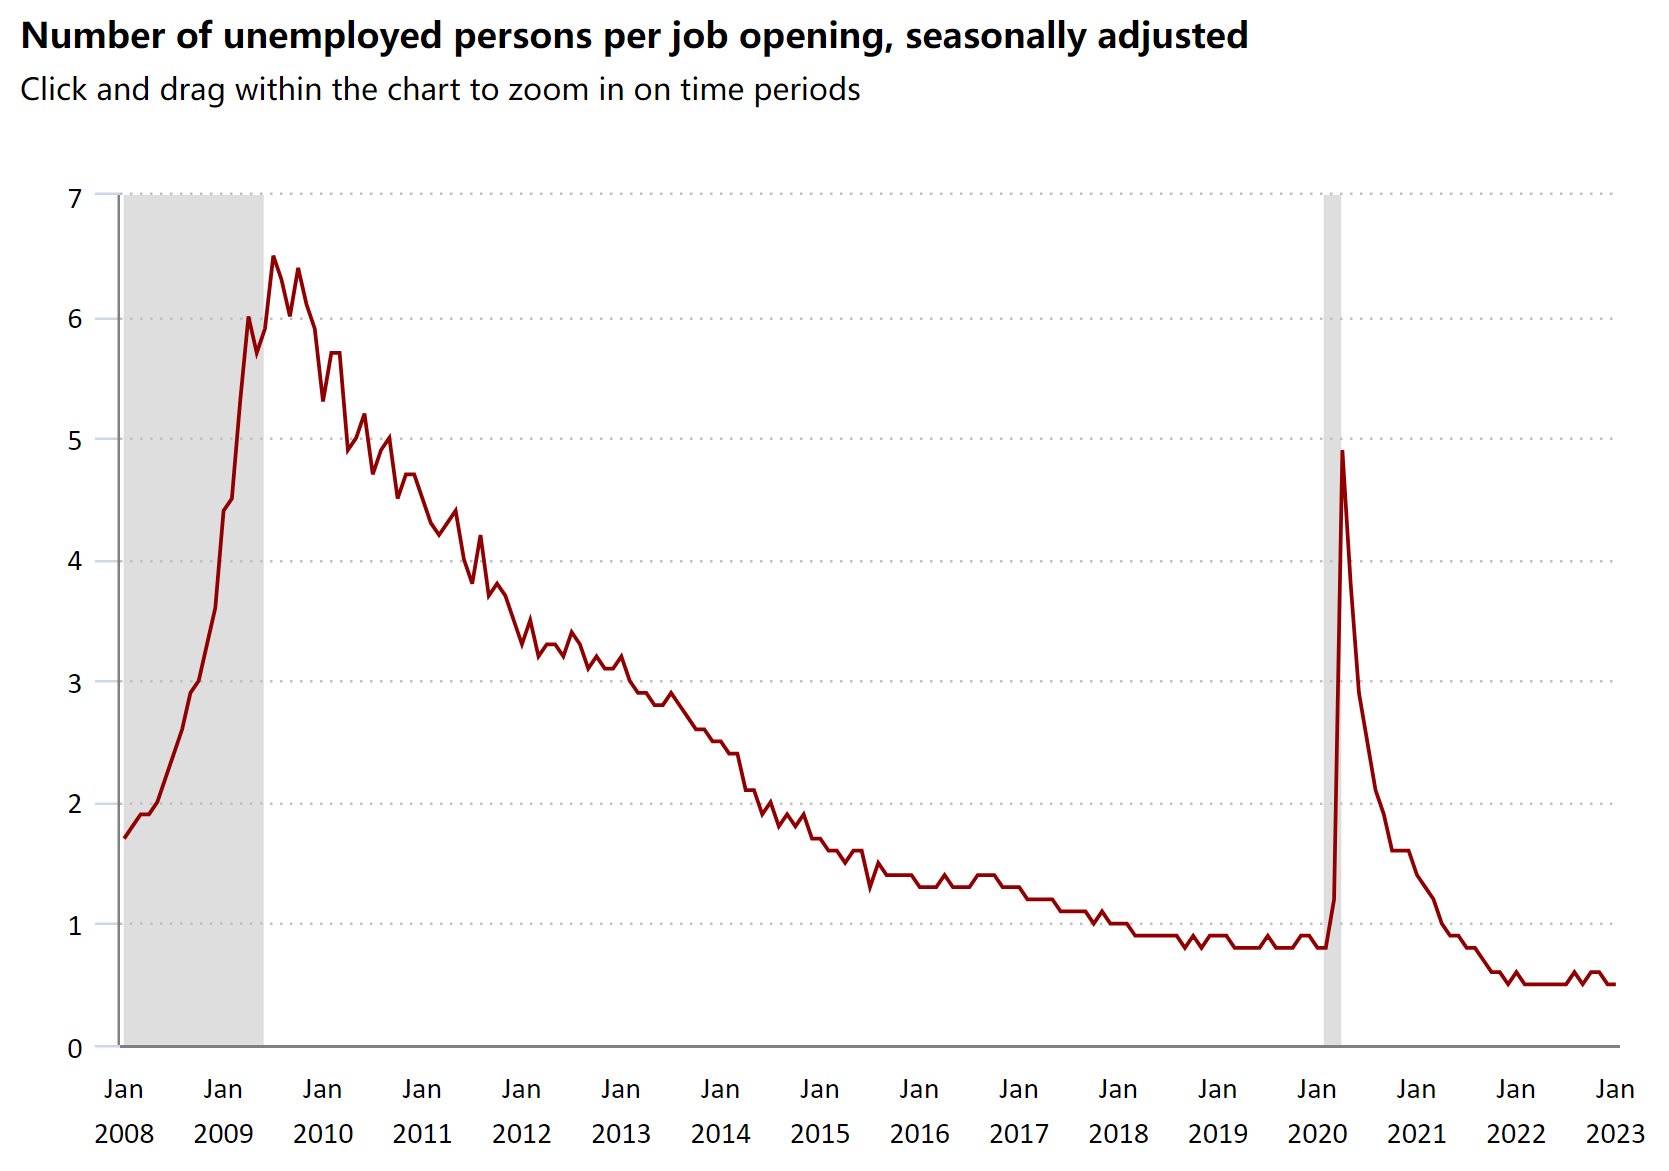 Number of unemployed persons per job opening, seasonally adjusted
Click and drag within the chart to zoom in on time periods
7
6
5
4
3
2
1
0
Jan Jan Jan Jan Jan Jan Jan Jan Jan Jan Jan Jan Jan Jan Jan Jan
2008 2009 2010 2011 2012 2013 2014 2015 2016 2017 2018 2019 2020 2021 2022 2023